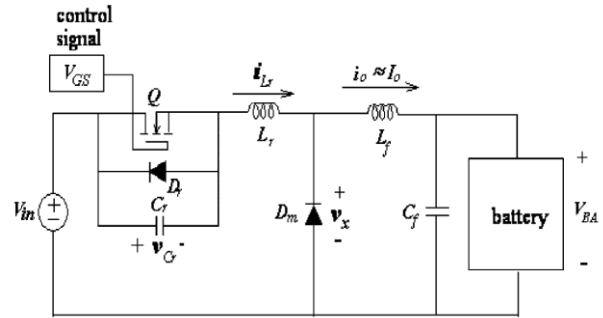 control
signal
V_GS
Q
i_Lr
i_o ≈ I_o
L_r
L_f
D_r
C_r
+ v_Cr -
V_in
+
-
D_m
+
v_x
-
C_f
battery
+
V_BA
-